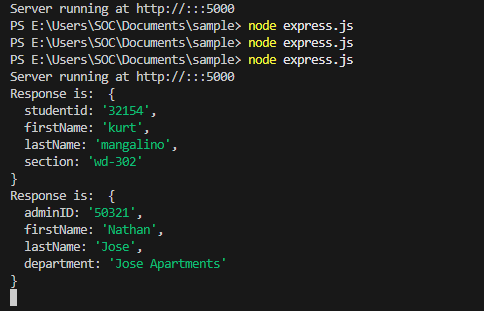 Server running at http://:::5000
PS E:\Users\SOC\Documents\sample> node express.js
PS E:\Users\SOC\Documents\sample> node express.js
PS E:\Users\SOC\Documents\sample> node express.js
Server running at http://:::5000
Response is:  {
  studentid: '32154',
  firstName: 'kurt',
  lastName: 'mangalino',
  section: 'wd-302'
}
Response is:  {
  adminID: '50321',
  firstName: 'Nathan',
  lastName: 'Jose',
  department: 'Jose Apartments'
}